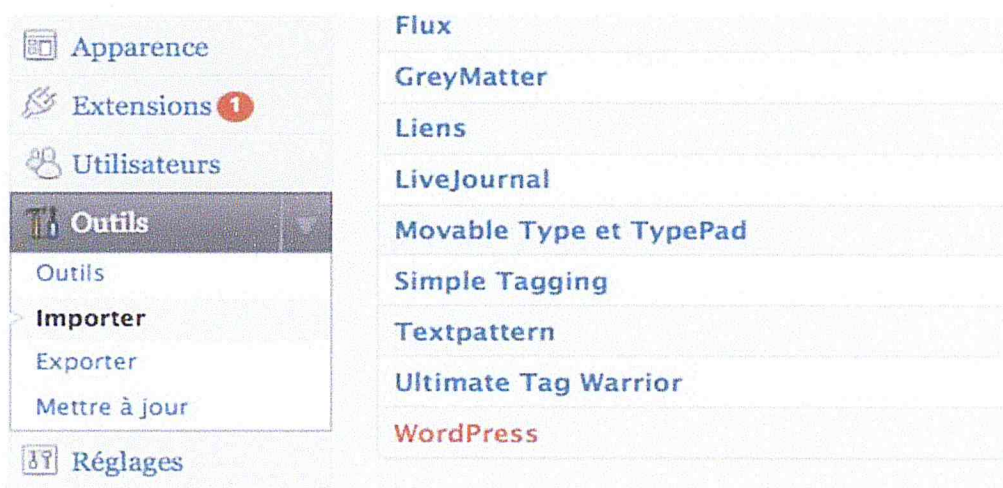 Apparence
Extensions 1
Utilisateurs
Outils
Outils
Importer
Exporter
Mettre à jour
Réglages
Flux
GreyMatter
Liens
LiveJournal
Movable Type et TypePad
Simple Tagging
Textpattern
Ultimate Tag Warrior
WordPress